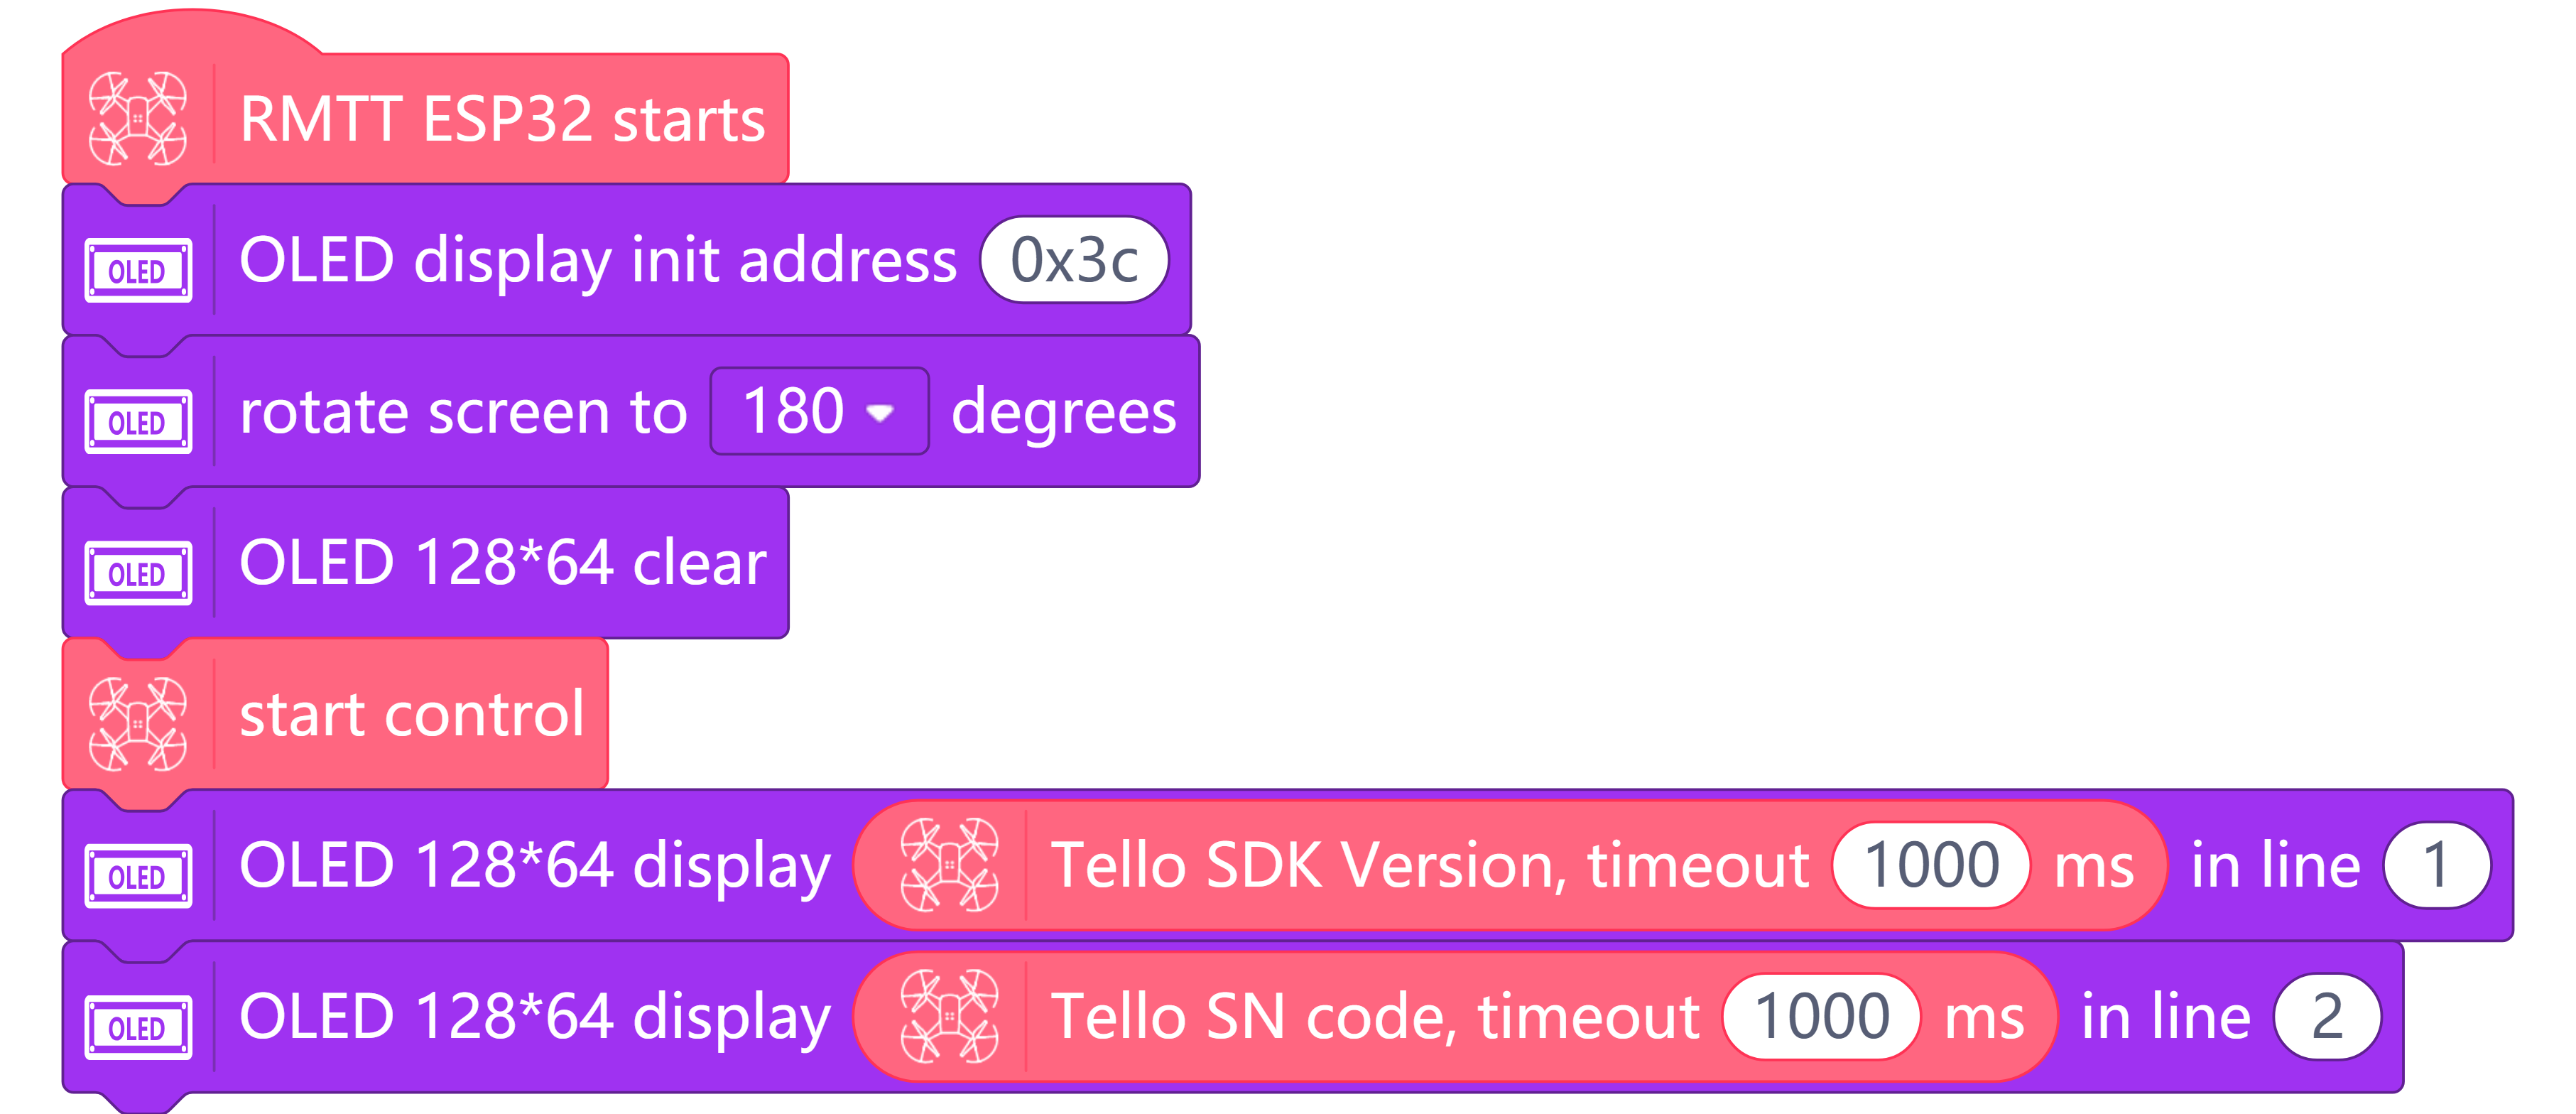 RMTT ESP32 starts
OLED OLED display init address 0x3c
OLED rotate screen to 180 degrees
OLED OLED 128*64 clear
start control
OLED OLED 128*64 display Tello SDK Version, timeout 1000 ms in line 1
OLED OLED 128*64 display Tello SN code, timeout 1000 ms in line 2